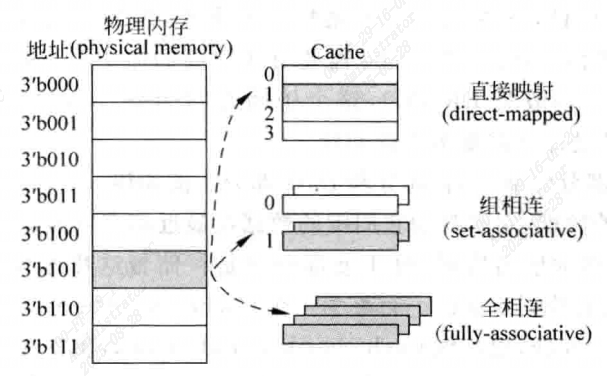 物理内存
地址(physical memory)
3'b000
3'b001
3'b010
3'b011
3'b100
3'b101
3'b110
3'b111
Cache
0
1
2
3
直接映射
(direct-mapped)
0
1
组相连
(set-associative)
全相连
(fully-associative)